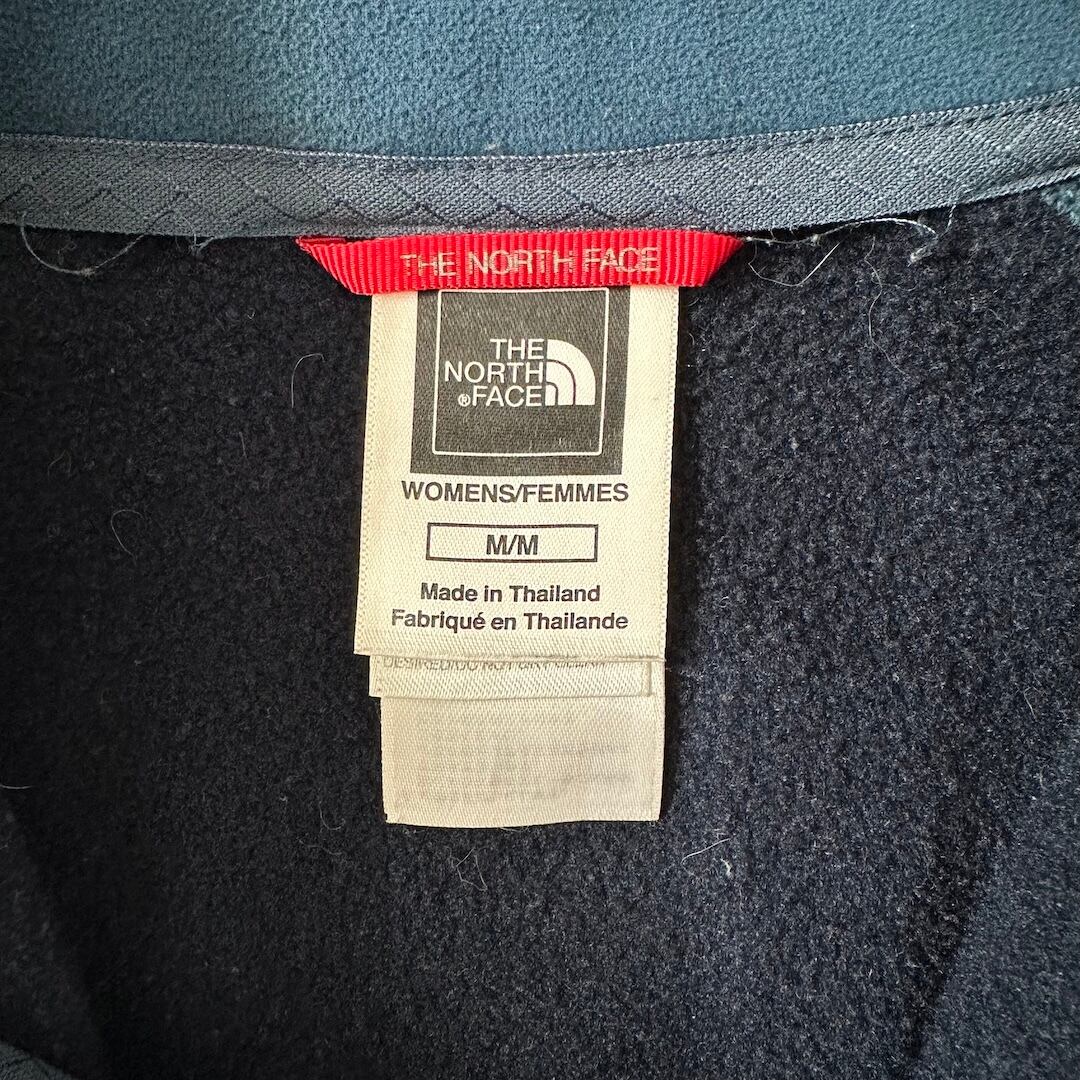 THE NORTH FACE
THE
NORTH
®FACE
WOMENS/FEMMES
M/M
Made in Thailand
Fabriqué en Thailande